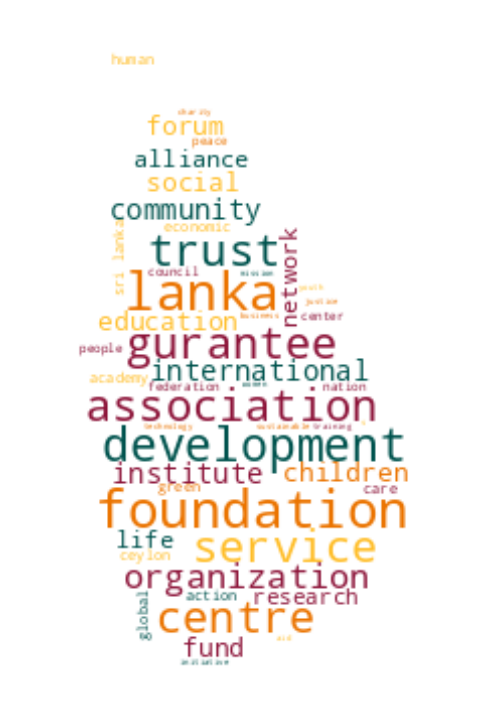 human
charity
forum
peace
alliance
social
community
economic
sri lanka
trust
network
council
mission
lanka
youth
justice
education
business
center
people
gurantee
international
academy
federation
women
nation
association
technology
sustainable
training
development
institute
children
green
care
foundation
life
service
ceylon
organization
global
action
research
centre
aid
fund
initiative